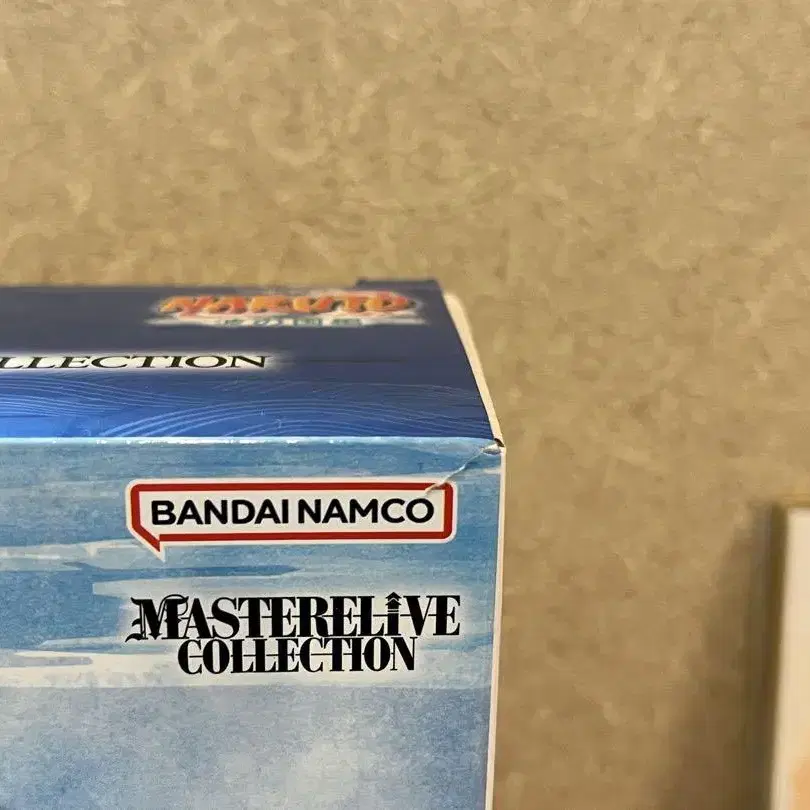 NARUTO
LLECTION
BANDAI NAMCO
MASTERELIVE
COLLECTION